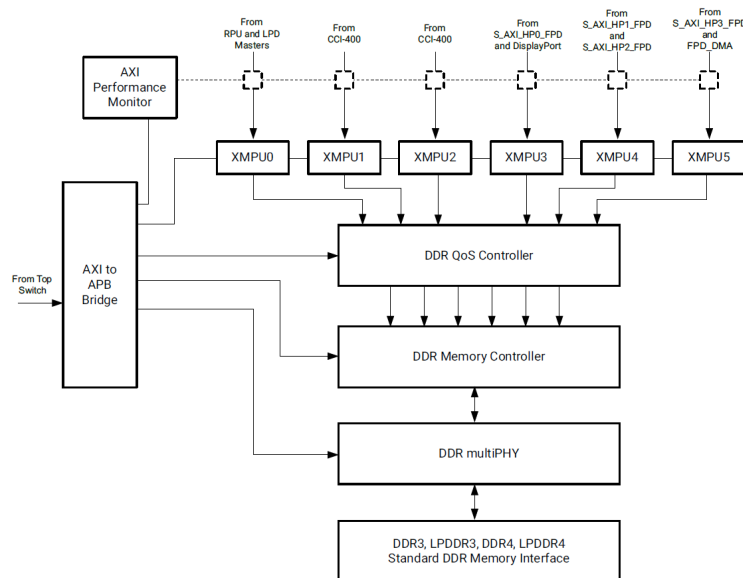 From
RPU and LPD
Masters
From
CCI-400
From
CCI-400
From
S_AXI_HP0_FPD
and DisplayPort
From
S_AXI_HP1_FPD
and
S_AXI_HP2_FPD
From
S_AXI_HP3_FPD
and
FPD_DMA
AXI
Performance
Monitor
XMPU0
XMPU1
XMPU2
XMPU3
XMPU4
XMPU5
DDR QoS Controller
From Top
Switch
AXI to
APB
Bridge
DDR Memory Controller
DDR multiPHY
DDR3, LPDDR3, DDR4, LPDDR4
Standard DDR Memory Interface